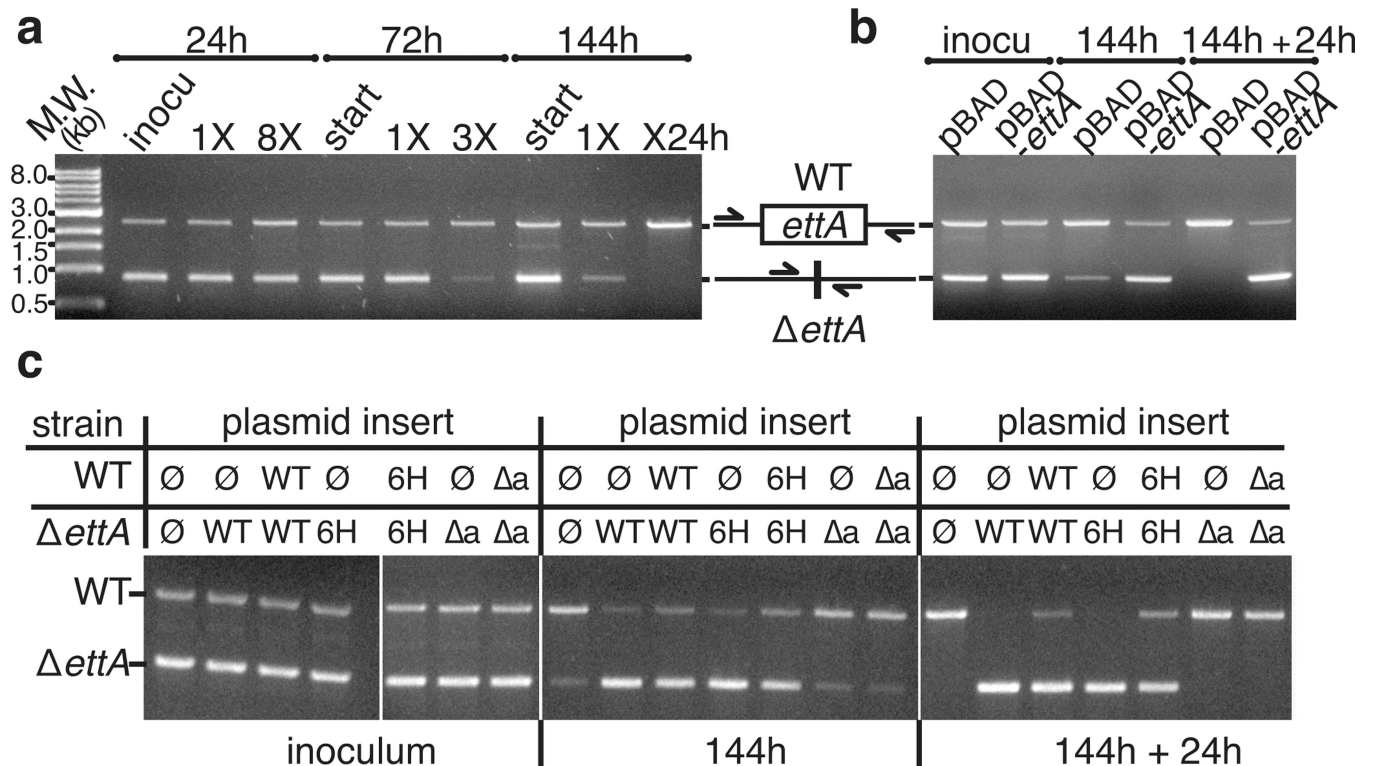 a
24h 72h 144h
M.W. (kb) inocu 1X 8X start 1X 3X start 1X X24h
8.0
3.0
2.0
1.5
1.0
0.5
WT
ettA
ΔettA
b
inocu 144h 144h +24h
pBAD pBAD -ettA pBAD pBAD -ettA pBAD pBAD -ettA
c
strain plasmid insert plasmid insert plasmid insert
WT Ø Ø WT Ø 6H Ø Δa Ø Ø WT Ø 6H Ø Δa Ø Ø WT Ø 6H Ø Δa
ΔettA Ø WT WT 6H 6H Δa Δa Ø WT WT 6H 6H Δa Δa Ø WT WT 6H 6H Δa Δa
WT
ΔettA
inoculum 144h 144h + 24h